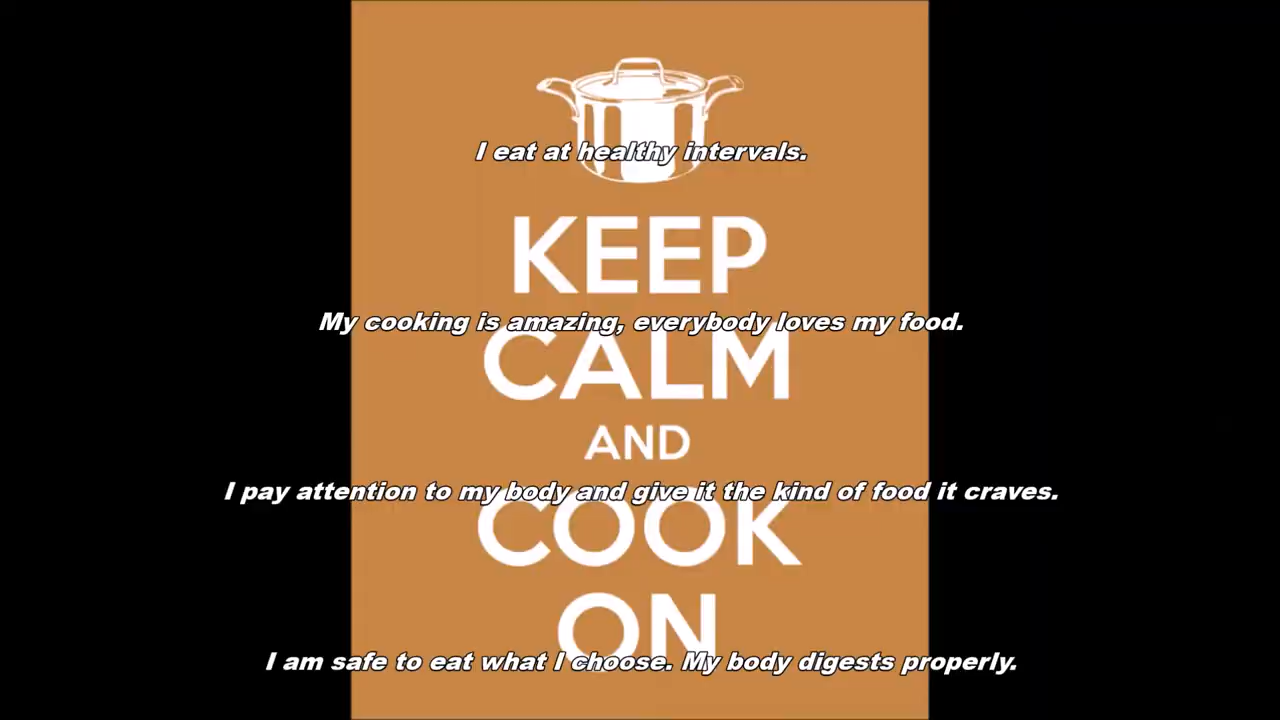 I eat at healthy intervals.
KEEP
My cooking is amazing, everybody loves my food.
CALM
AND
I pay attention to my body and give it the kind of food it craves.
COOK
ON
I am safe to eat what I choose. My body digests properly.